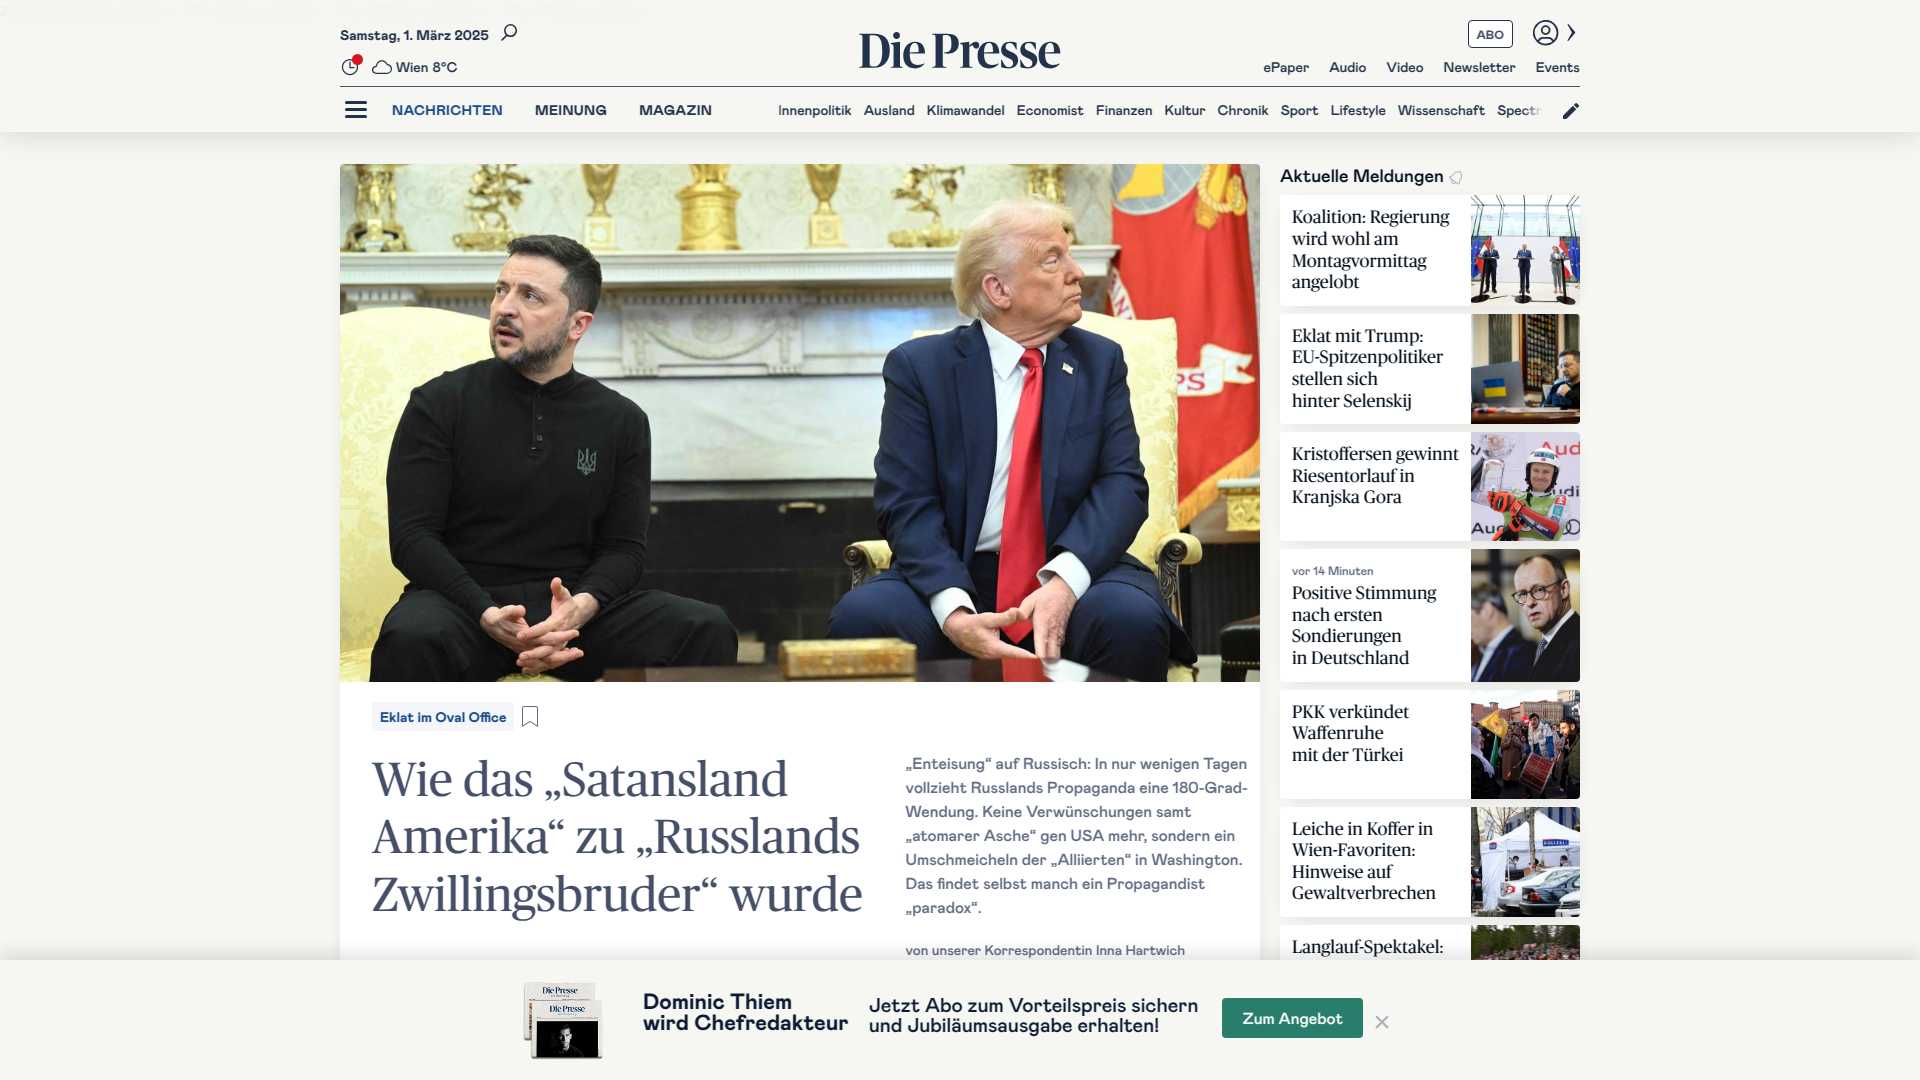 Samstag, 1. März 2025
Wien 8°C
Die Presse
ABO
ePaper Audio Video Newsletter Events
NACHRICHTEN MEINUNG MAGAZIN
Innenpolitik Ausland Klimawandel Economist Finanzen Kultur Chronik Sport Lifestyle Wissenschaft Spectr
PS
Eklat im Oval Office
Wie das „Satansland
Amerika“ zu „Russlands
Zwillingsbruder“ wurde
„Enteisung“ auf Russisch: In nur wenigen Tagen
vollzieht Russlands Propaganda eine 180-Grad-
Wendung. Keine Verwünschungen samt
„atomarer Asche“ gen USA mehr, sondern ein
Umschmeicheln der „Alliierten“ in Washington.
Das findet selbst manch ein Propagandist
„paradox“.
von unserer Korrespondentin Inna Hartwich
Aktuelle Meldungen
Koalition: Regierung
wird wohl am
Montagvormittag
angelobt
Eklat mit Trump:
EU-Spitzenpolitiker
stellen sich
hinter Selenskij
Kristoffersen gewinnt
Riesentorlauf in
Kranjska Gora
Audi
vor 14 Minuten
Positive Stimmung
nach ersten
Sondierungen
in Deutschland
PKK verkündet
Waffenruhe
mit der Türkei
Leiche in Koffer in
Wien-Favoriten:
Hinweise auf
Gewaltverbrechen
Langlauf-Spektakel:
Die Presse
Die Presse
Dominic Thiem
wird Chefredakteur
Jetzt Abo zum Vorteilspreis sichern
und Jubiläumsausgabe erhalten!
Zum Angebot